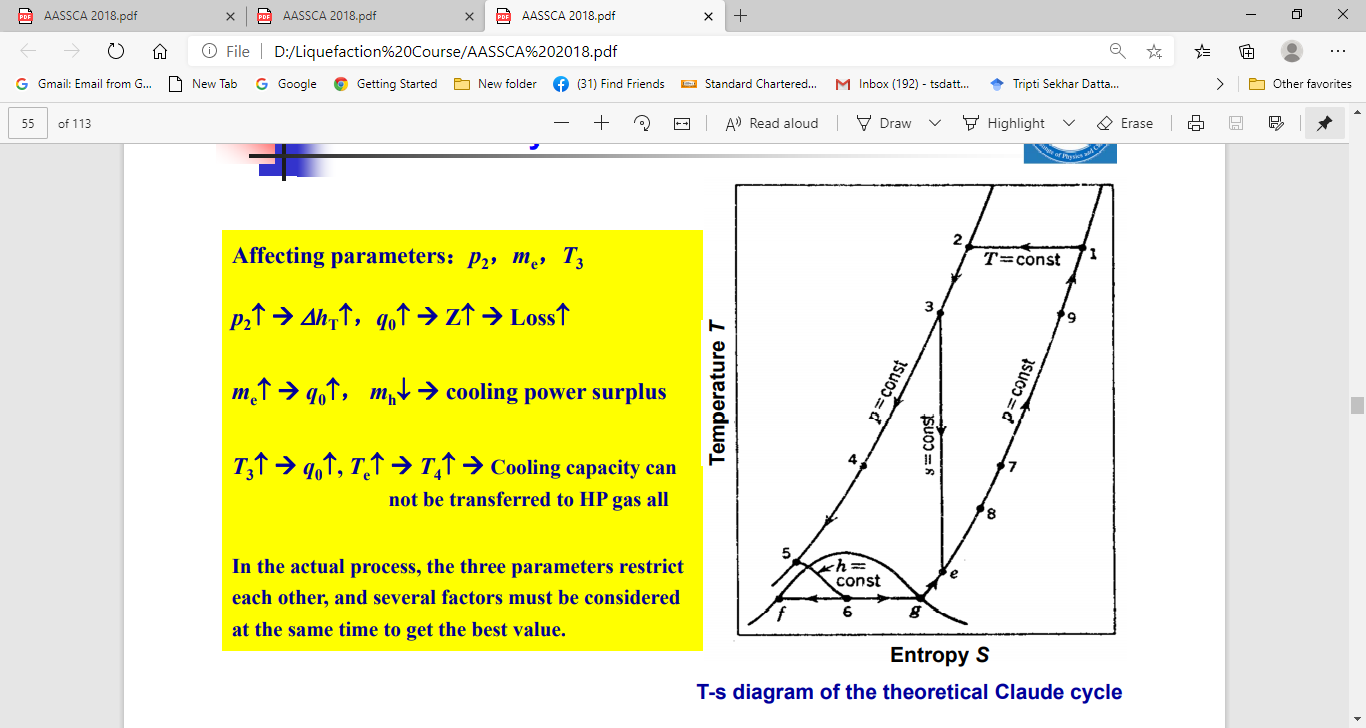 AASSCA 2018.pdf
AASSCA 2018.pdf
AASSCA 2018.pdf
File
D:/Liquefaction%20Course/AASSCA%202018.pdf
Gmail: Email from G...
New Tab
Google
Getting Started
New folder
(31) Find Friends
Standard Chartered...
Inbox (192) - tsdatt...
Tripti Sekhar Datta...
Other favorites
55 of 113
Read aloud
Draw
Highlight
Erase
Affecting parameters: p₂, mₑ, T₃
p₂↑ → Δh_T↑, q₀↑ → Z↑ → Loss↑
mₑ↑ → q₀↑, mₕ↓ → cooling power surplus
T₃↑ → q₀↑, Tₑ↑ → T₄↑ → Cooling capacity can
not be transferred to HP gas all
In the actual process, the three parameters restrict
each other, and several factors must be considered
at the same time to get the best value.
Temperature T
2
1
T=const
3
9
p=const
p=const
s=const
4
7
8
5
h=
const
e
f
6
g
Entropy S
T-s diagram of the theoretical Claude cycle